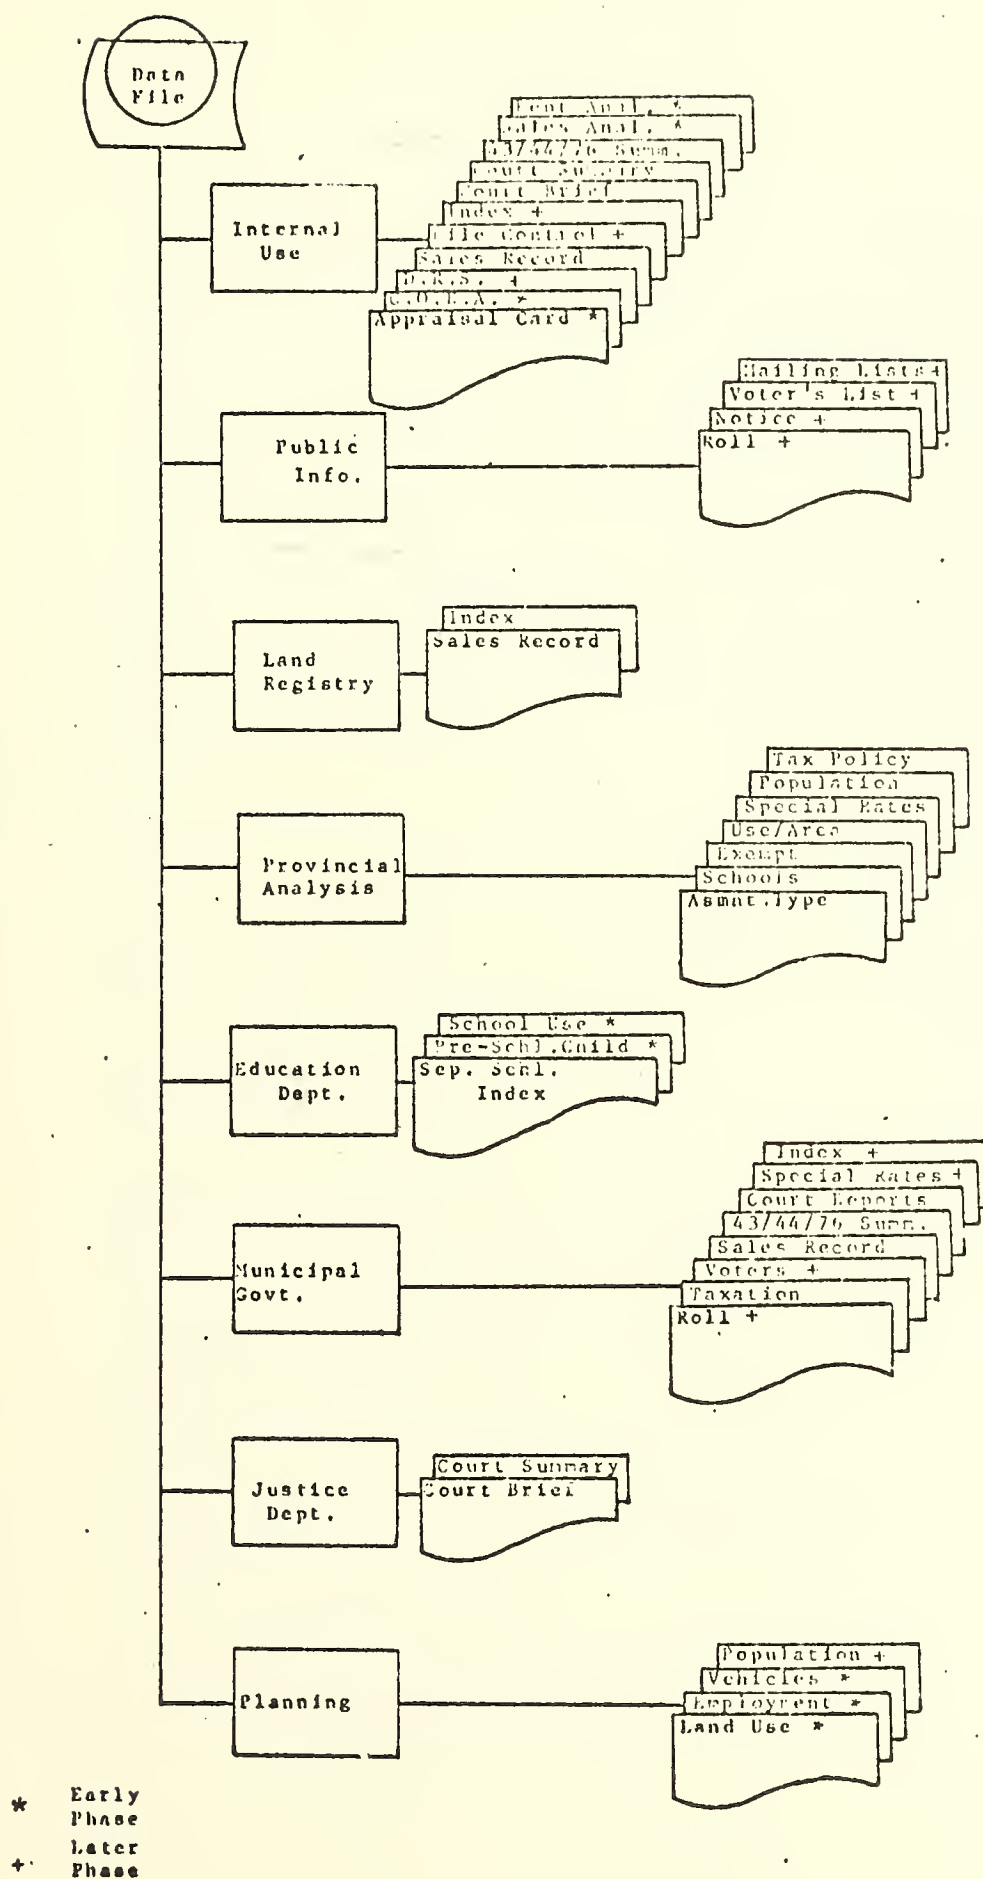 Data
File
Internal
Use
Rent Anal. *
Sales Anal. *
43/44/76 Summ.
Court Summary
Court Brief
Index +
File Control +
Sales Record
D.R.S. +
*
Appraisal Card *
Public
Info.
Mailing Lists+
Voter's List +
Notice +
Roll +
Land
Registry
Index
Sales Record
Provincial
Analysis
Tax Policy
Population
Special Rates
Use/Area
Exempt
Schools
Asmnt.Type
Education
Dept.
School Use *
Pre-Schl.Child *
Sep. Schl.
Index
Municipal
Govt.
Index +
Special Rates+
Court Reports
43/44/76 Summ.
Sales Record
Voters +
Taxation
Roll +
Justice
Dept.
Court Summary
Court Brief
Planning
Population +
Vehicles *
Employment *
Land Use *
* Early
Phase
Later
+ Phase